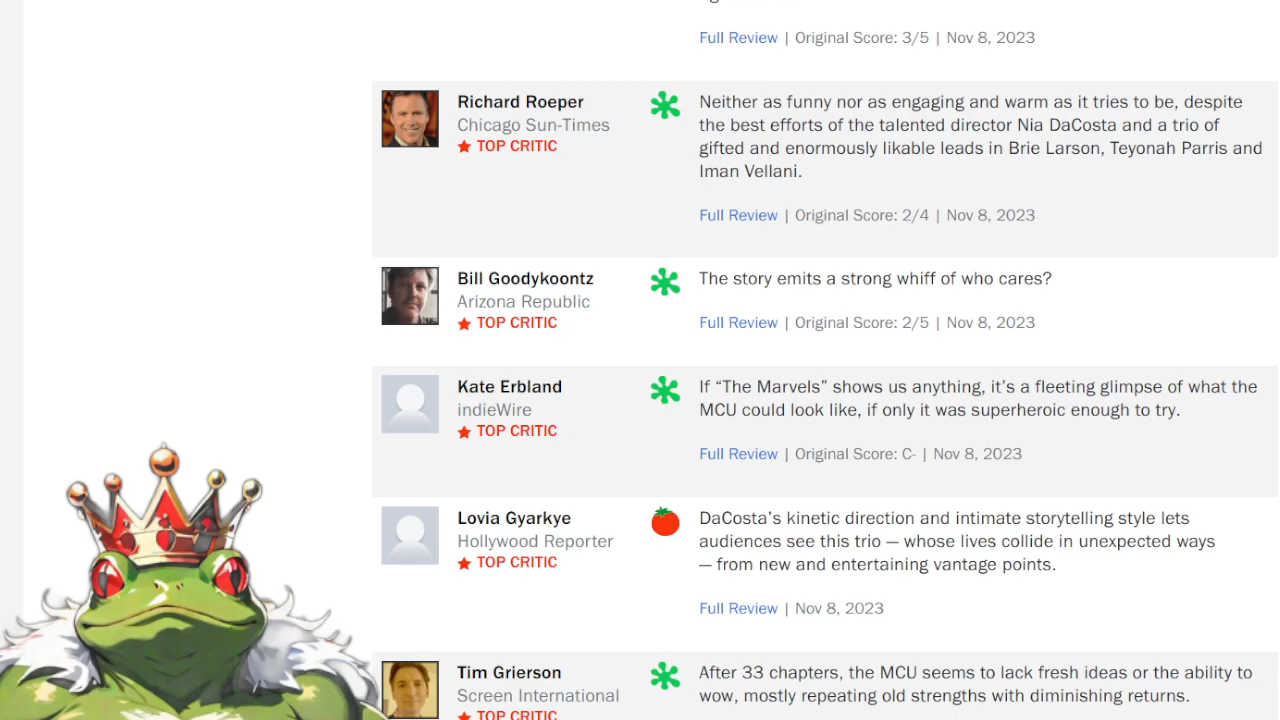 Full Review | Original Score: 3/5 | Nov 8, 2023
Richard Roeper
Chicago Sun-Times
TOP CRITIC
Neither as funny nor as engaging and warm as it tries to be, despite
the best efforts of the talented director Nia DaCosta and a trio of
gifted and enormously likable leads in Brie Larson, Teyonah Parris and
Iman Vellani.
Full Review | Original Score: 2/4 | Nov 8, 2023
Bill Goodykoontz
Arizona Republic
TOP CRITIC
The story emits a strong whiff of who cares?
Full Review | Original Score: 2/5 | Nov 8, 2023
Kate Erbland
indieWire
TOP CRITIC
If “The Marvels” shows us anything, it’s a fleeting glimpse of what the
MCU could look like, if only it was superheroic enough to try.
Full Review | Original Score: C- | Nov 8, 2023
Lovia Gyarkye
Hollywood Reporter
TOP CRITIC
DaCosta’s kinetic direction and intimate storytelling style lets
audiences see this trio — whose lives collide in unexpected ways
— from new and entertaining vantage points.
Full Review | Nov 8, 2023
Tim Grierson
Screen International
TOP CRITIC
After 33 chapters, the MCU seems to lack fresh ideas or the ability to
wow, mostly repeating old strengths with diminishing returns.